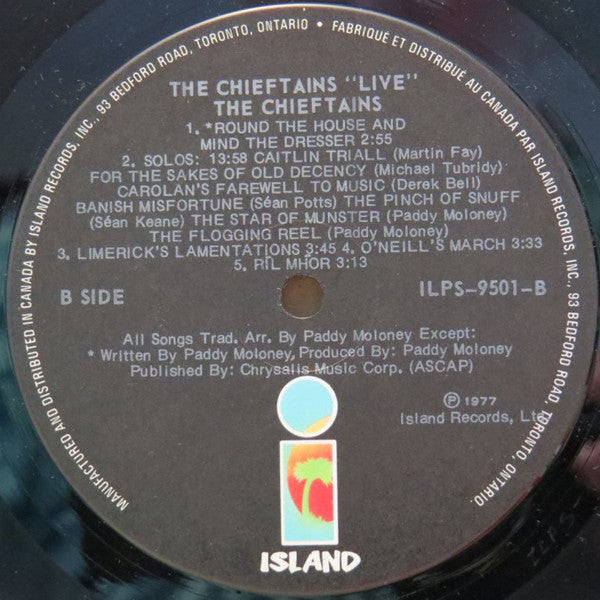 MANUFACTURED AND DISTRIBUTED IN CANADA BY ISLAND RECORDS, INC., 93 BEDFORD ROAD, TORONTO, ONTARIO • FABRIQUÉ ET DISTRIBUÉ AU CANADA PAR ISLAND RECORDS, INC., 93 BEDFORD ROAD, TORONTO, ONTARIO.
THE CHIEFTAINS "LIVE"
THE CHIEFTAINS
1. *ROUND THE HOUSE AND
MIND THE DRESSER 2:55
2. SOLOS: 13:58 CAITLIN TRIALL (Martin Fay)
FOR THE SAKES OF OLD DECENCY (Michael Tubridy)
CAROLAN'S FAREWELL TO MUSIC (Derek Bell)
BANISH MISFORTUNE (Séan Potts) THE PINCH OF SNUFF
(Séan Keane) THE STAR OF MUNSTER (Paddy Moloney)
THE FLOGGING REEL (Paddy Moloney)
3. LIMERICK'S LAMENTATIONS 3:45 4. O'NEILL'S MARCH 3:33
5. RIL MHOR 3:13
B SIDE
ILPS-9501-B
All Songs Trad. Arr. By Paddy Moloney Except:
* Written By Paddy Moloney, Produced By: Paddy Moloney
Published By: Chrysalis Music Corp. (ASCAP)
Ⓟ 1977
Island Records, Ltd
i
ISLAND